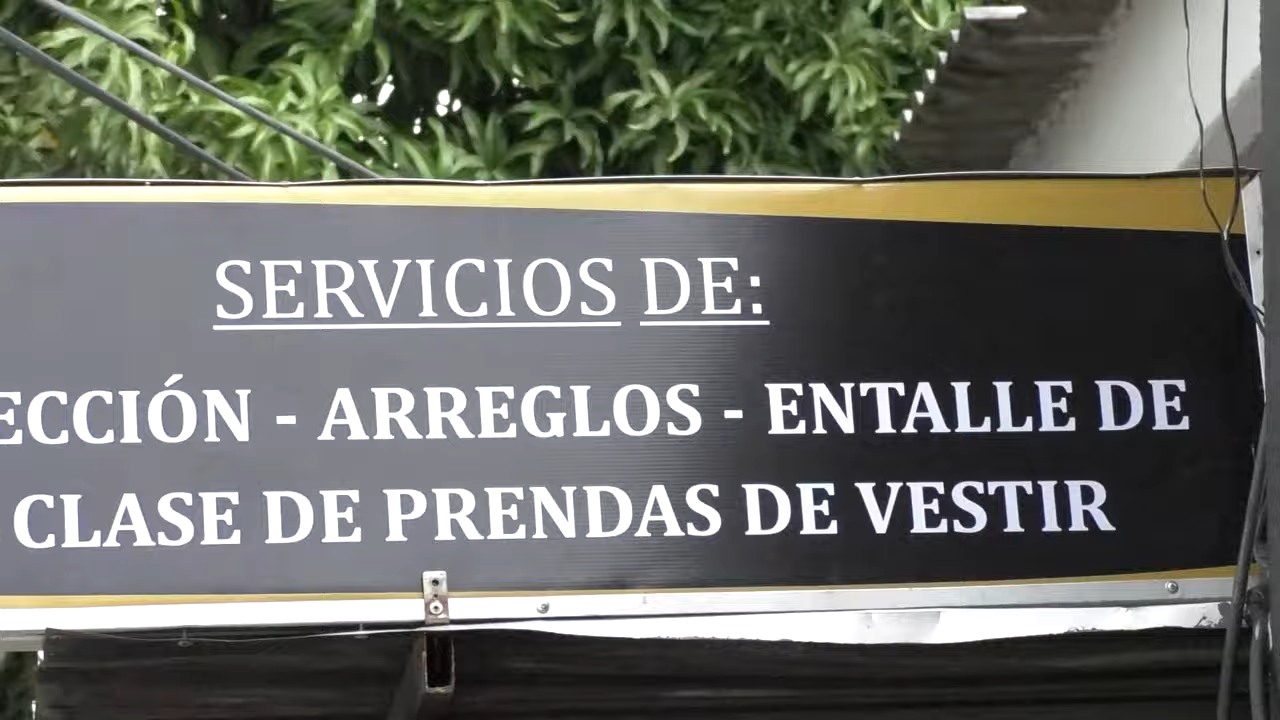 SERVICIOS DE:
ECCIÓN - ARREGLOS - ENTALLE DE
CLASE DE PRENDAS DE VESTIR